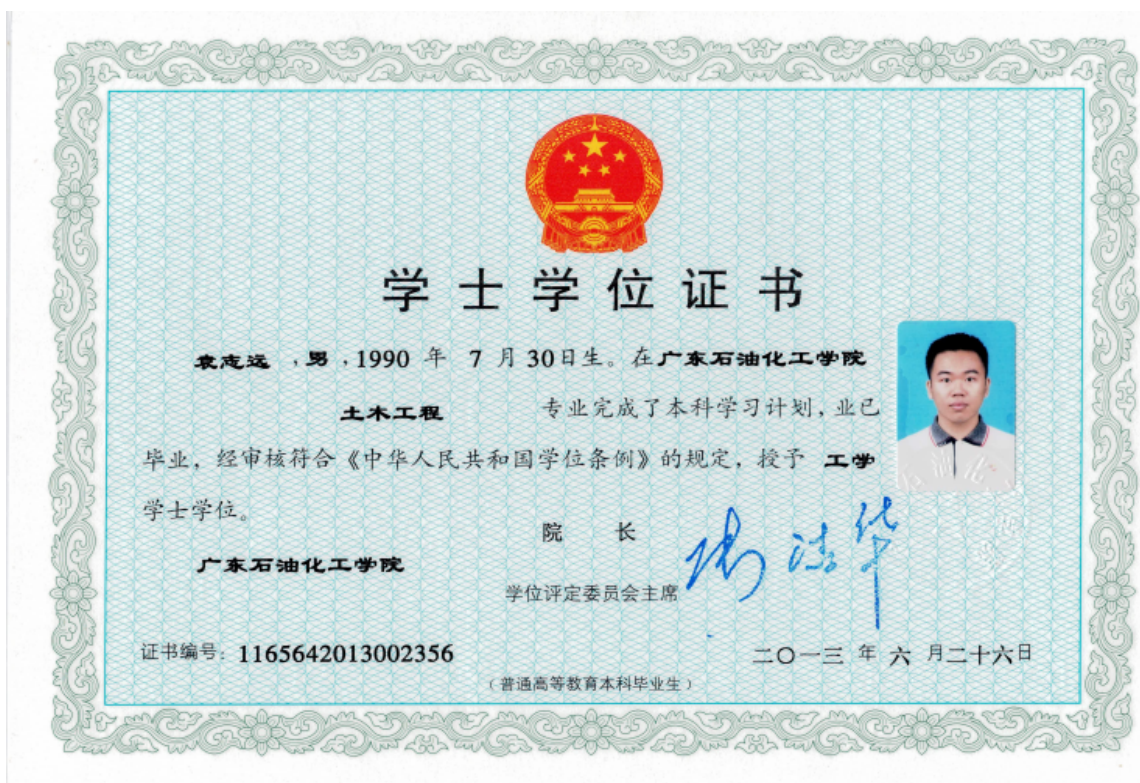 学士学位证书
袁志远 ,男 ,1990 年 7 月 30日生。在广东石油化工学院
土木工程 专业完成了本科学习计划，业已
毕业，经审核符合《中华人民共和国学位条例》的规定，授予 工学
学士学位。
院 长
广东石油化工学院
学位评定委员会主席
证书编号：1165642013002356
二〇一三 年 六 月二十六日
（普通高等教育本科毕业生）